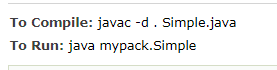 To Compile: javac -d . Simple.java
To Run: java mypack.Simple